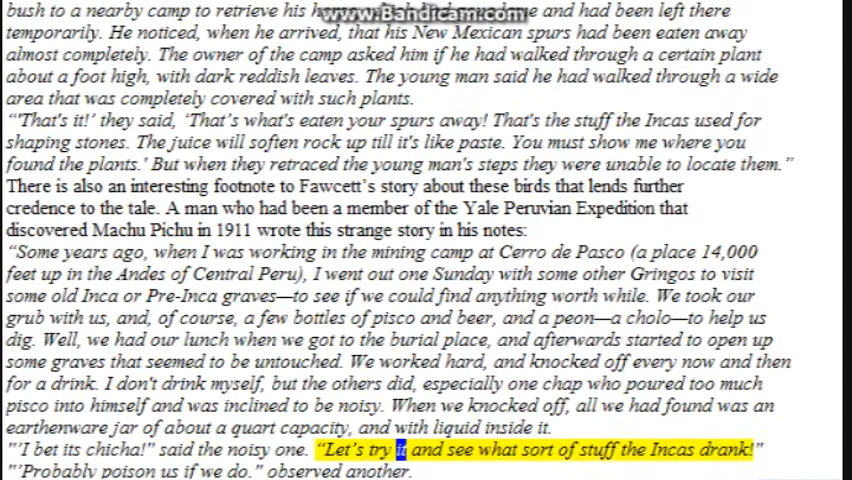 bush to a nearby camp to retrieve his and had been left there
www.Bandicam.com
temporarily. He noticed, when he arrived, that his New Mexican spurs had been eaten away
almost completely. The owner of the camp asked him if he had walked through a certain plant
about a foot high, with dark reddish leaves. The young man said he had walked through a wide
area that was completely covered with such plants.
"'That's it!' they said, ‘That’s what's eaten your spurs away! That's the stuff the Incas used for
shaping stones. The juice will soften rock up till it's like paste. You must show me where you
found the plants.' But when they retraced the young man's steps they were unable to locate them.”
There is also an interesting footnote to Fawcett’s story about these birds that lends further
credence to the tale. A man who had been a member of the Yale Peruvian Expedition that
discovered Machu Pichu in 1911 wrote this strange story in his notes:
“Some years ago, when I was working in the mining camp at Cerro de Pasco (a place 14,000
feet up in the Andes of Central Peru), I went out one Sunday with some other Gringos to visit
some old Inca or Pre-Inca graves—to see if we could find anything worth while. We took our
grub with us, and, of course, a few bottles of pisco and beer, and a peon—a cholo—to help us
dig. Well, we had our lunch when we got to the burial place, and afterwards started to open up
some graves that seemed to be untouched. We worked hard, and knocked off every now and then
for a drink. I don't drink myself, but the others did, especially one chap who poured too much
pisco into himself and was inclined to be noisy. When we knocked off, all we had found was an
earthenware jar of about a quart capacity, and with liquid inside it.
"'I bet its chicha!" said the noisy one. “Let’s try it and see what sort of stuff the Incas drank!"
"'Probably poison us if we do." observed another.